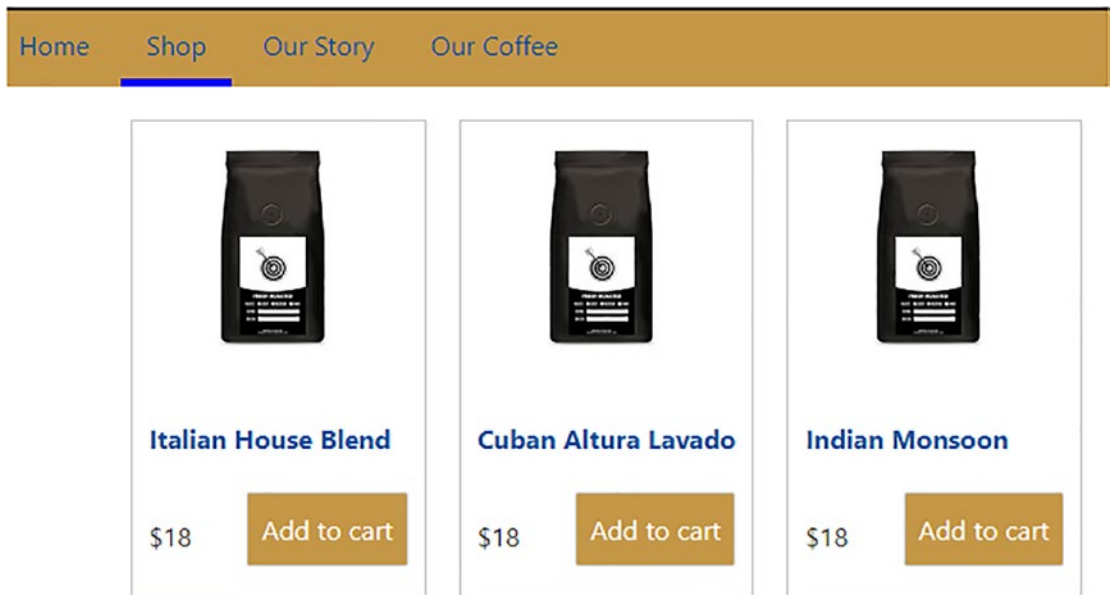 Home Shop Our Story Our Coffee
Italian House Blend
Cuban Altura Lavado
Indian Monsoon
$18 Add to cart
$18 Add to cart
$18 Add to cart